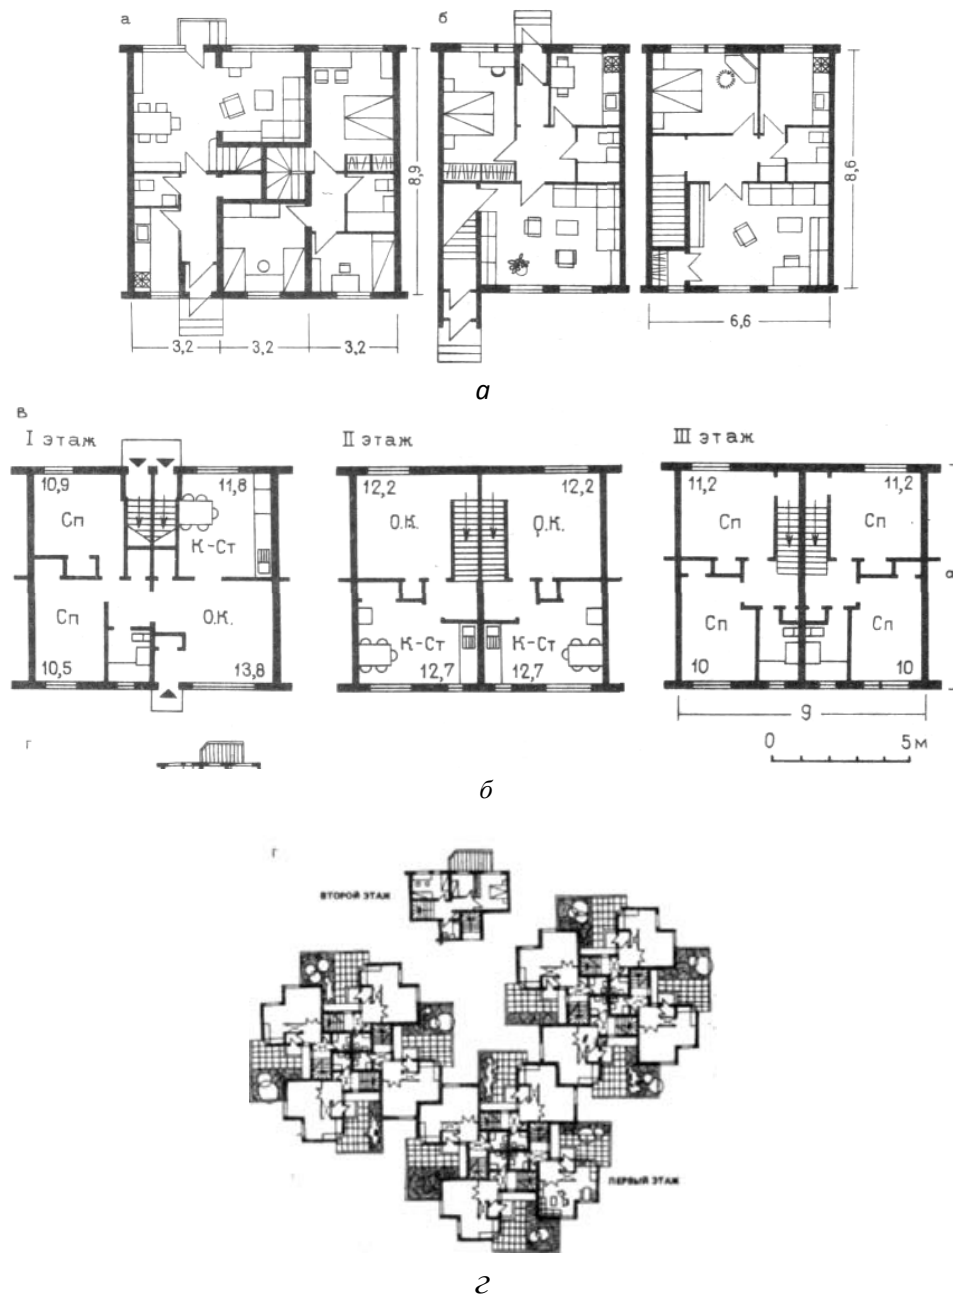 а
б
8,9
8,6
3,2 3,2 3,2
6,6
а
в
I этаж
II этаж
III этаж
10,9
11,8
Сп
К-Ст
Сп
О.К.
10,5
13,8
12,2
12,2
О.К.
О.К.
К-Ст
К-Ст
12,7
12,7
11,2
11,2
Сп
Сп
Сп
Сп
10
10
9
0 5 м
г
б
г
ВТОРОЙ ЭТАЖ
ПЕРВЫЙ ЭТАЖ
г